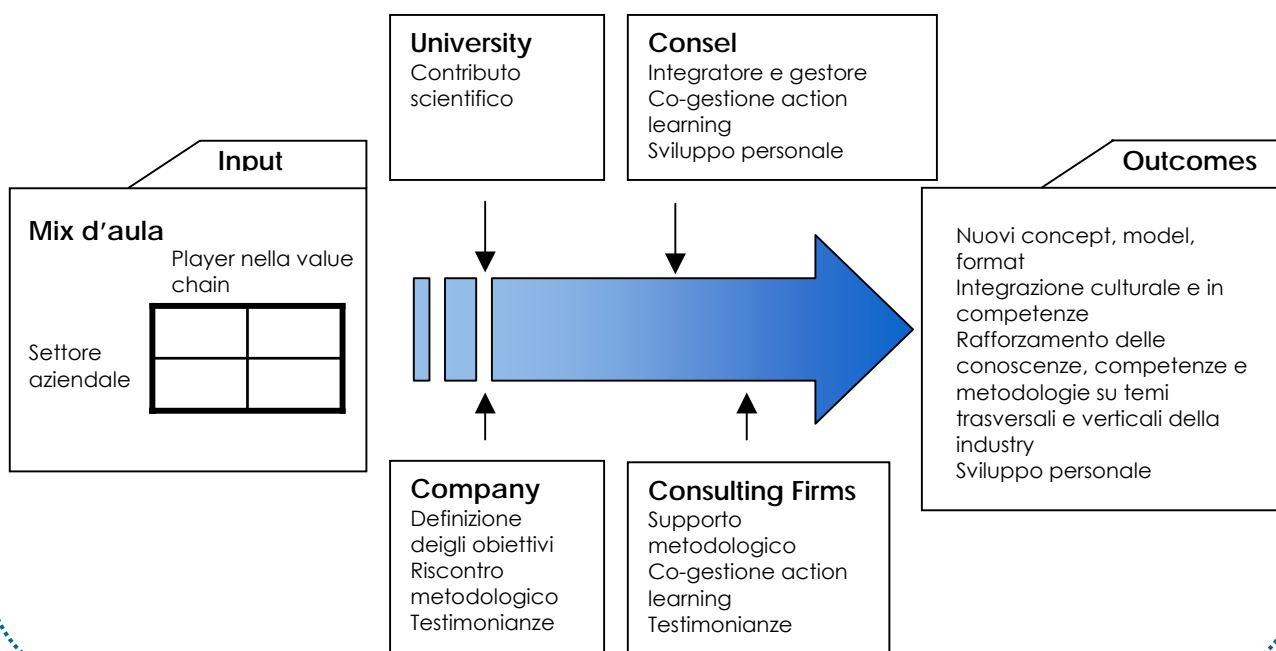 University
Contributo
scientifico
Consel
Integratore e gestore
Co-gestione action
learning
Sviluppo personale
Input
Mix d'aula
Player nella value
chain
Settore
aziendale
Outcomes
Nuovi concept, model,
format
Integrazione culturale e in
competenze
Rafforzamento delle
conoscenze, competenze e
metodologie su temi
trasversali e verticali della
industry
Sviluppo personale
Company
Definizione
deigli obiettivi
Riscontro
metodologico
Testimonianze
Consulting Firms
Supporto
metodologico
Co-gestione action
learning
Testimonianze